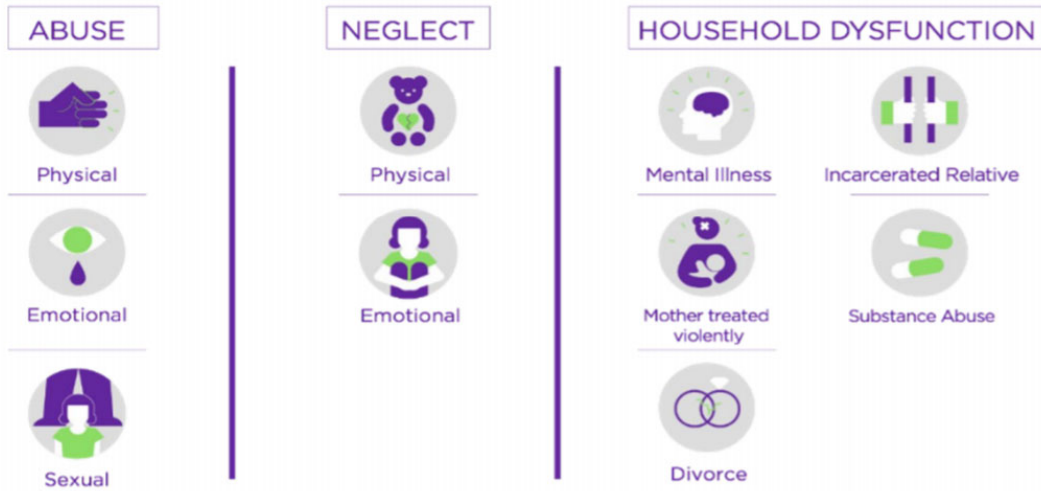 ABUSE
Physical
Emotional
Sexual
NEGLECT
Physical
Emotional
HOUSEHOLD DYSFUNCTION
Mental Illness
Incarcerated Relative
Mother treated
violently
Substance Abuse
Divorce